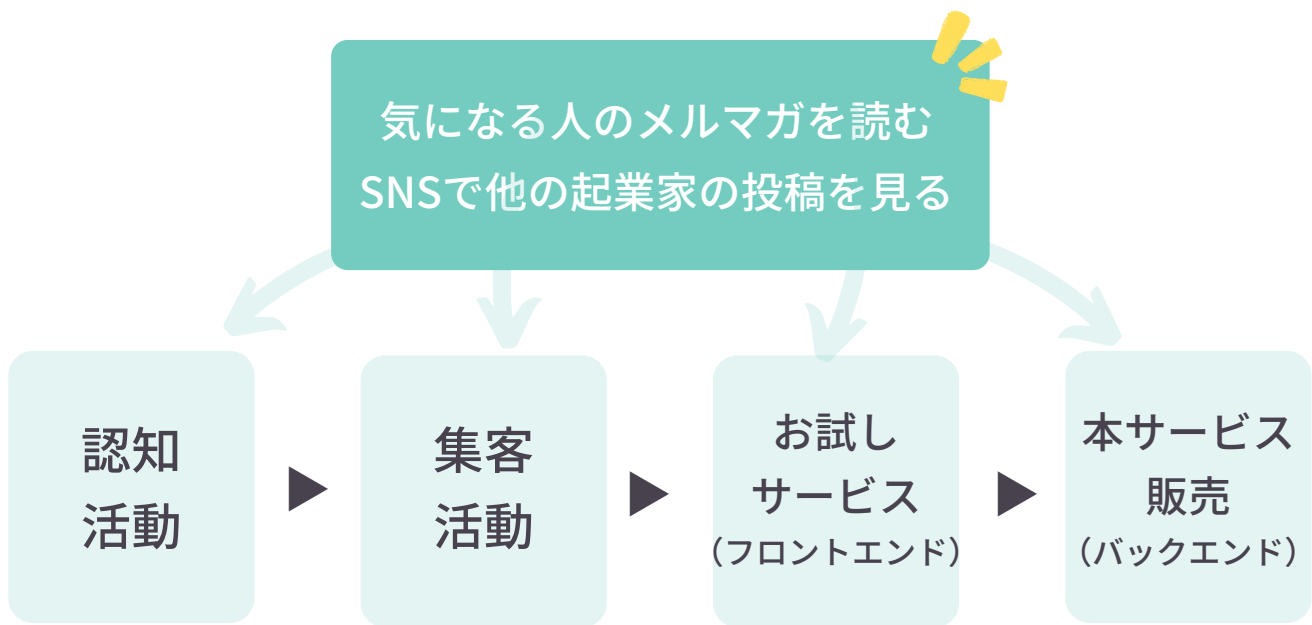 気になる人のメルマガを読む
SNSで他の起業家の投稿を見る
認知
活動
集客
活動
お試し
サービス
（フロントエンド）
本サービス
販売
（バックエンド）